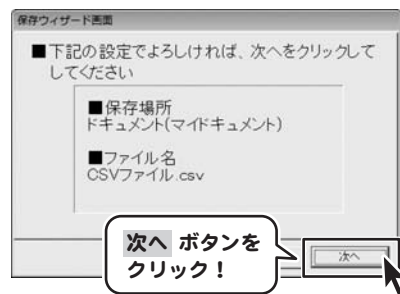 保存ウィザード画面
■下記の設定でよろしければ、次へをクリックして
してください
■保存場所
ドキュメント(マイドキュメント)
■ファイル名
CSVファイル.csv
次へ ボタンを
クリック！
次へ